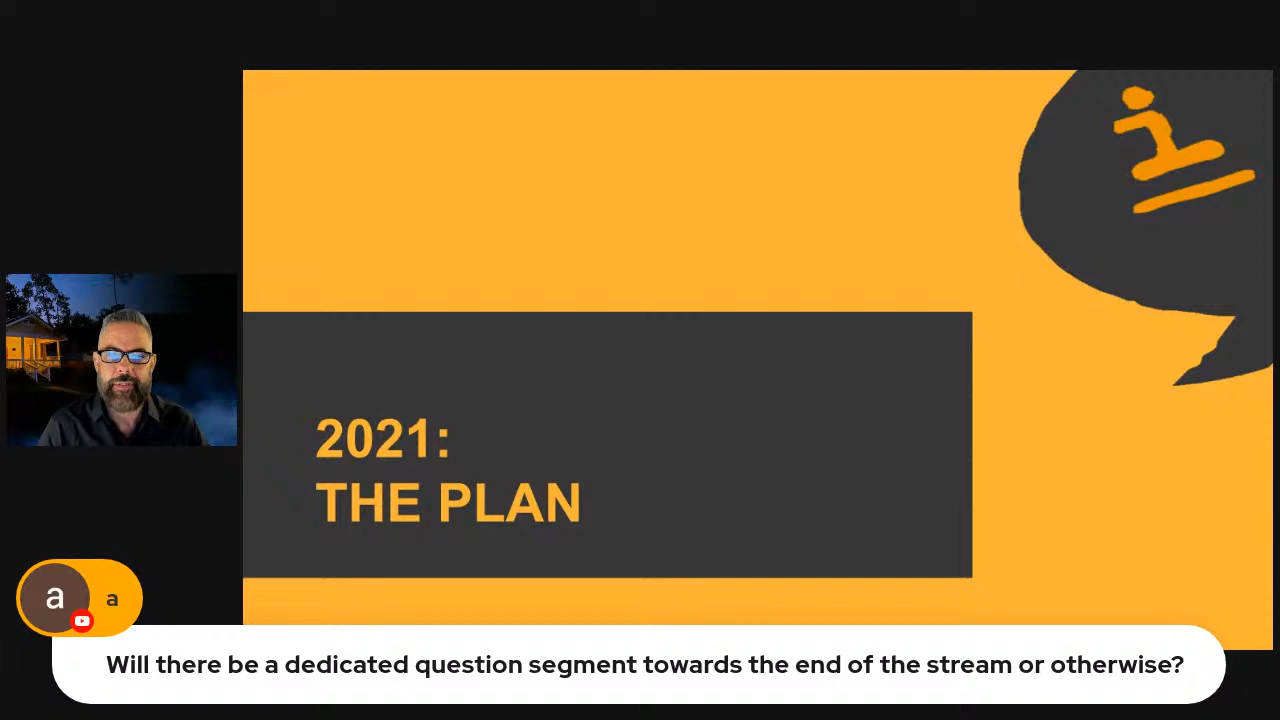 2021:
THE PLAN
a
a
Will there be a dedicated question segment towards the end of the stream or otherwise?